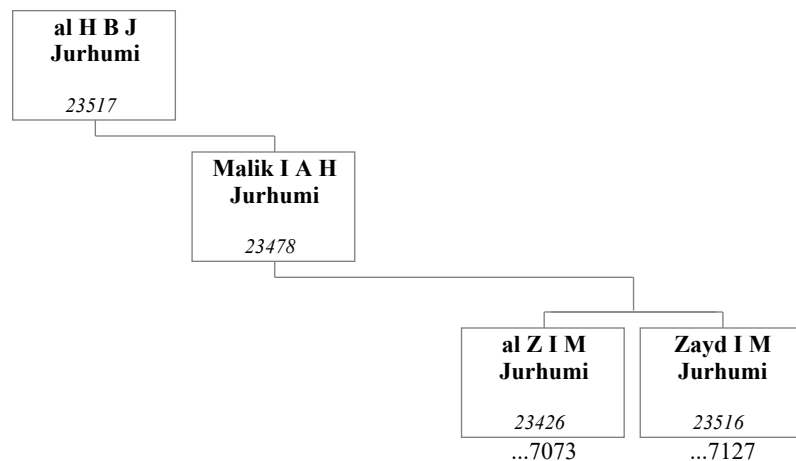 al H B J
Jurhumi
23517
Malik I A H
Jurhumi
23478
al Z I M
Jurhumi
23426
...7073
Zayd I M
Jurhumi
23516
...7127